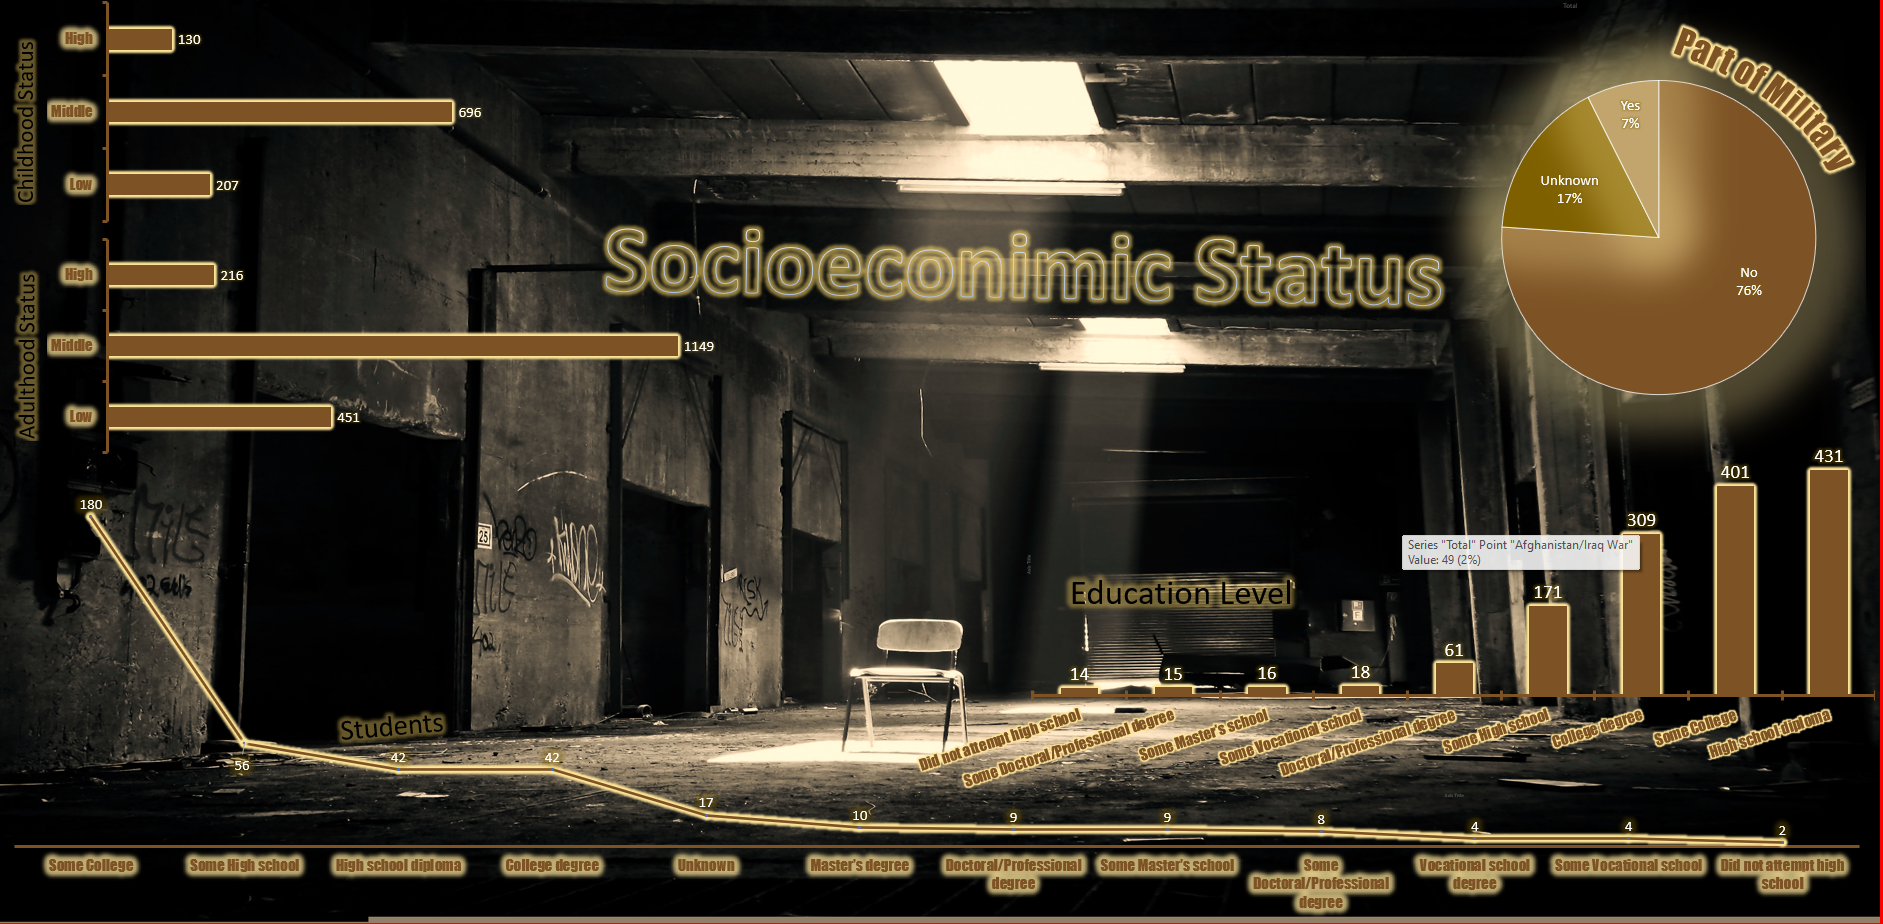 Total
Childhood Status
High
130
Middle
696
Low
207
Adulthood Status
High
216
Middle
1149
Low
451
Socioeconimic Status
Part of Military
Yes
7%
Unknown
17%
No
76%
Series "Total" Point "Afghanistan/Iraq War"
Value: 49 (2%)
Education Level
14
15
16
18
61
171
309
401
431
Did not attempt high school
Some Doctoral/Professional degree
Some Master's school
Some Vocational school
Doctoral/Professional degree
Some High school
College degree
Some College
High School diploma
Axis Title
Axis Title
25
Students
180
56
42
42
17
10
9
9
8
4
4
2
Some College
Some High school
High school diploma
College degree
Unknown
Master's degree
Doctoral/Professional
degree
Some Master's school
Some
Doctoral/Professional
degree
Vocational school
degree
Some Vocational school
Did not attempt high
school